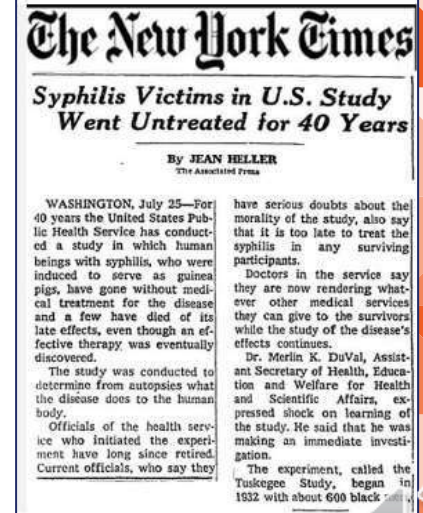 The New York Times
Syphilis Victims in U.S. Study
Went Untreated for 40 Years
By JEAN HELLER
The Associated Press
WASHINGTON, July 25—For
40 years the United States Pub-
lic Health Service has conduct-
ed a study in which human
beings with syphilis, who were
induced to serve as guinea
pigs, have gone without medi-
cal treatment for the disease
and a few have died of its
late effects, even though an ef-
fective therapy was eventually
discovered.
The study was conducted to
determine from autopsies what
the disease does to the human
body.
Officials of the health serv-
ice who initiated the experi-
ment have long since retired.
Current officials, who say they
have serious doubts about the
morality of the study, also say
that it is too late to treat the
syphilis in any surviving
participants.
Doctors in the service say
they are now rendering what-
ever other medical services
they can give to the survivors
while the study of the disease's
effects continues.
Dr. Merlin K. DuVal, Assist-
ant Secretary of Health, Educa-
tion and Welfare for Health
and Scientific Affairs, ex-
pressed shock on learning of
the study. He said that he was
making an immediate investi-
gation.
The experiment, called the
Tuskegee Study, began in
1932 with about 600 black